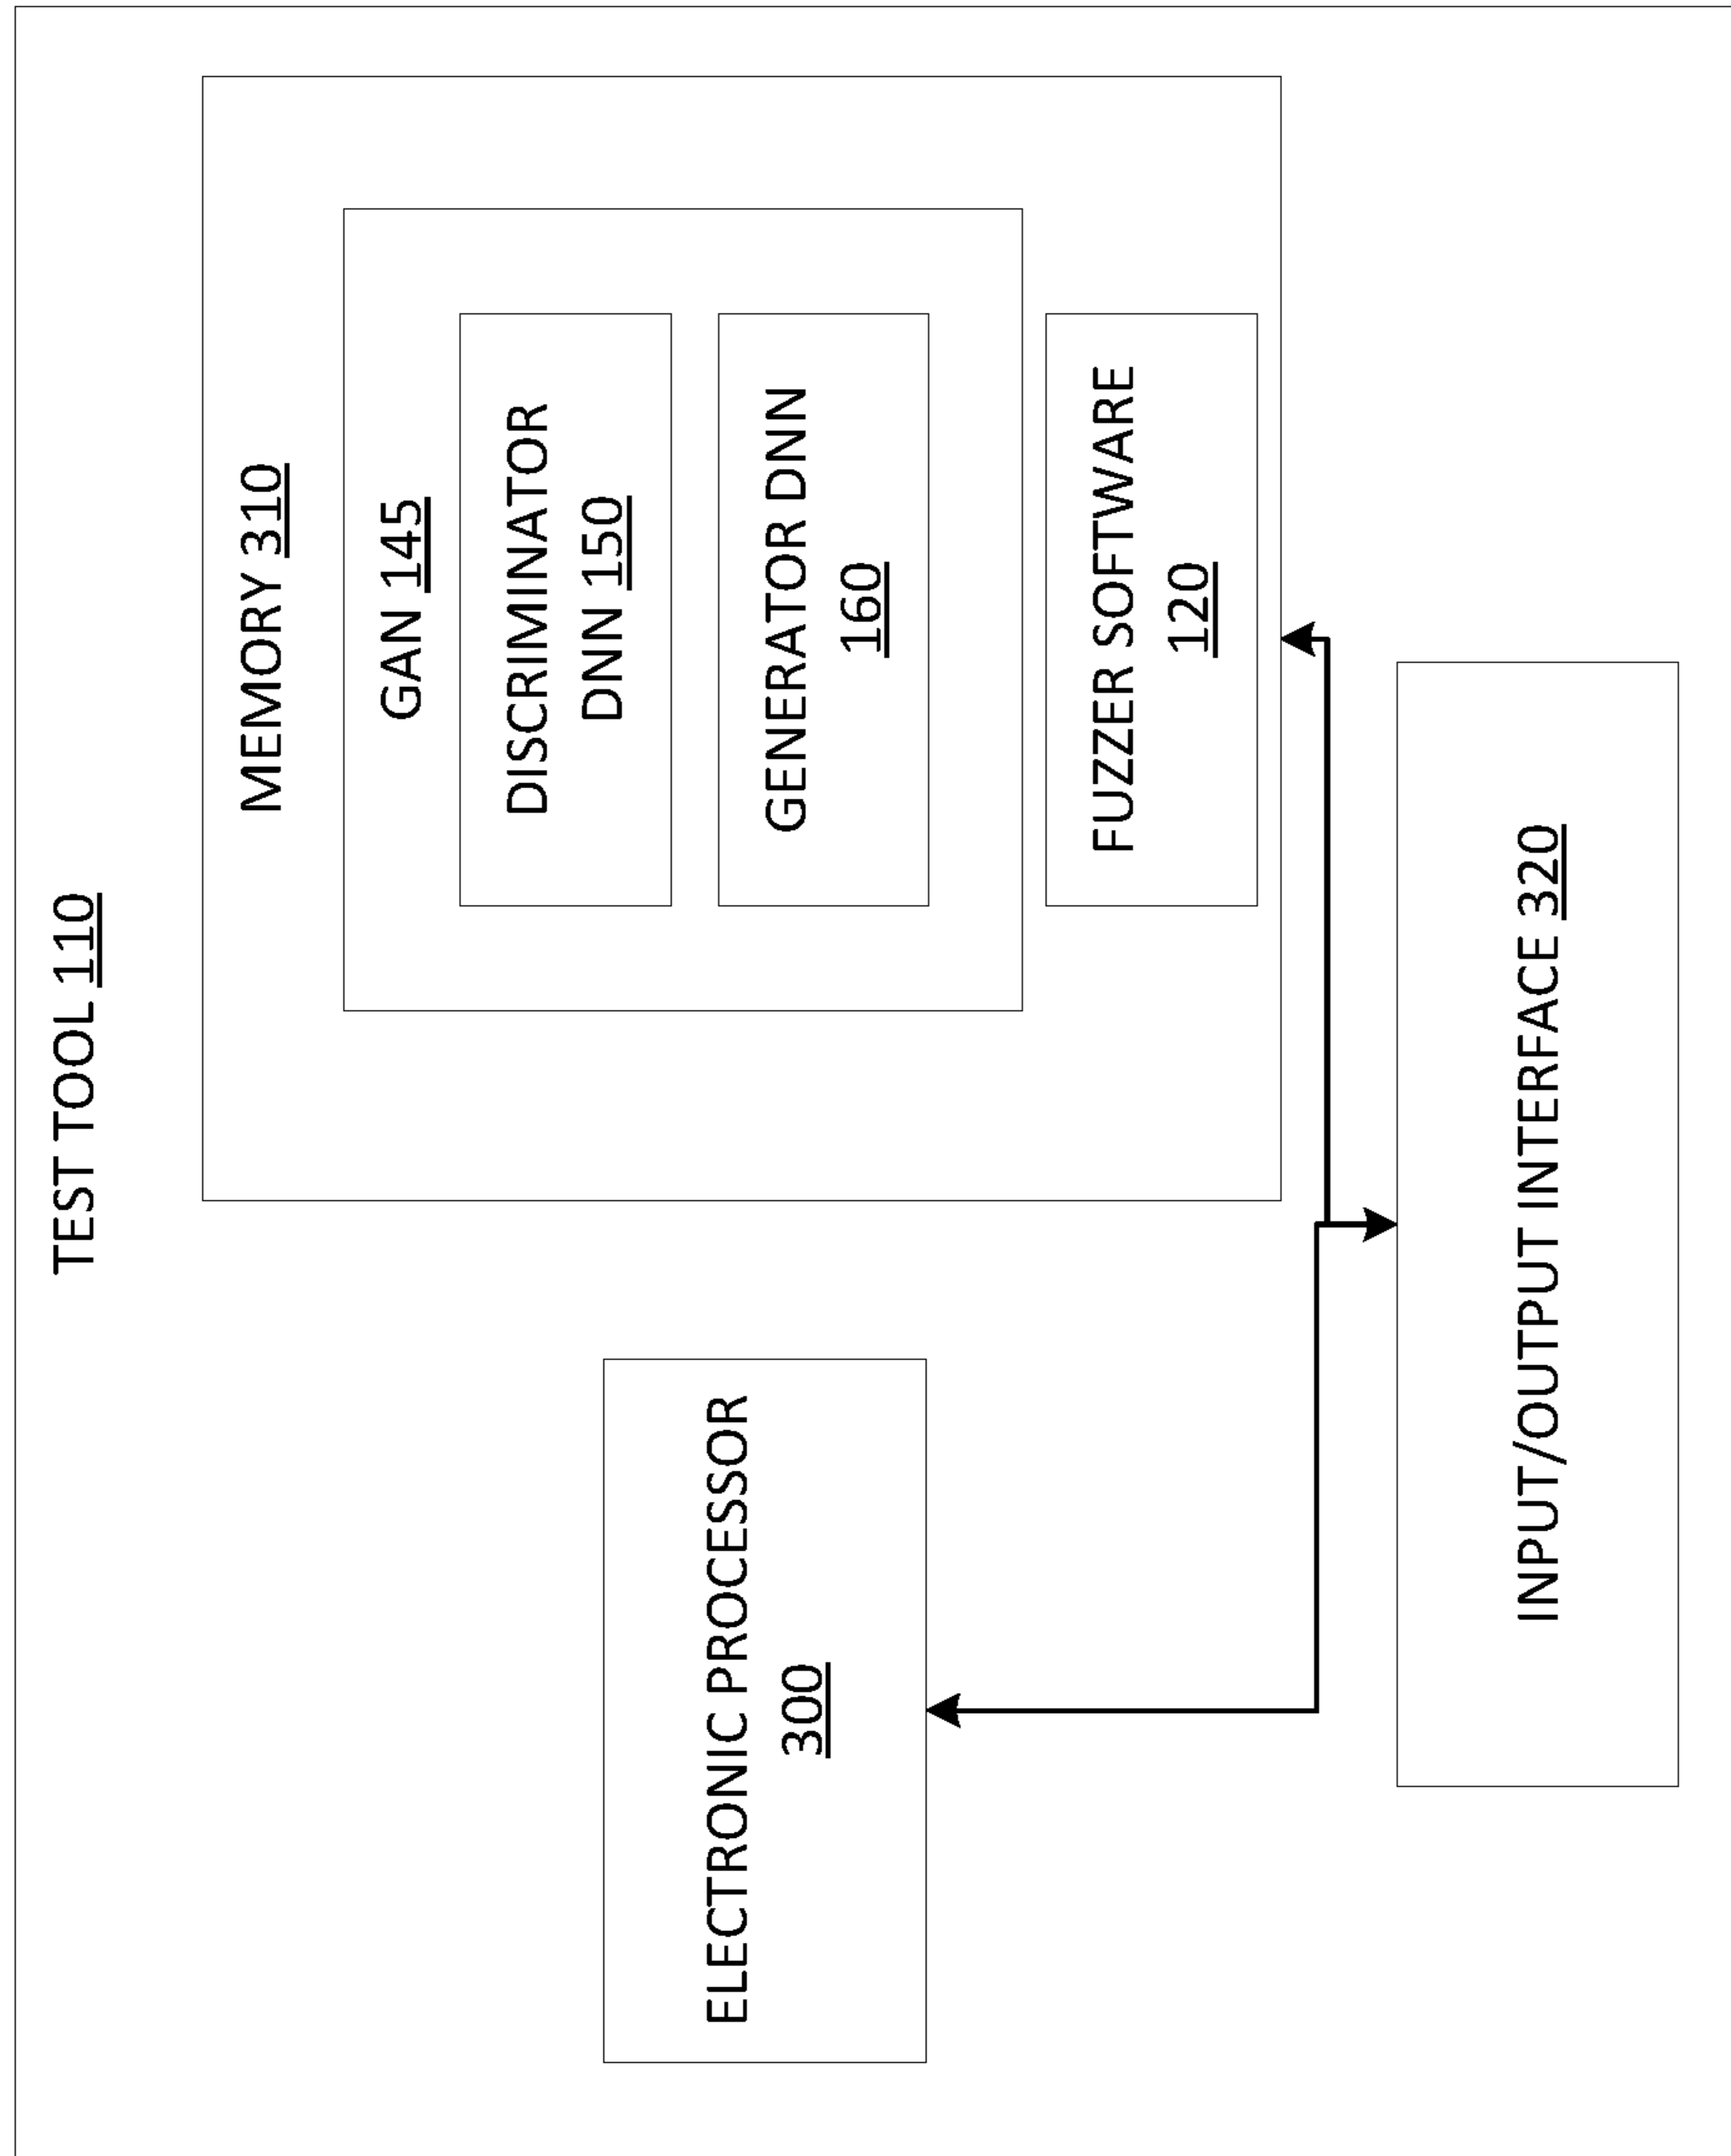 TEST TOOL 110
MEMORY 310
GAN 145
DISCRIMINATOR
DNN 150
GENERATOR DNN
160
FUZZER SOFTWARE
120
ELECTRONIC PROCESSOR
300
INPUT/OUTPUT INTERFACE 320